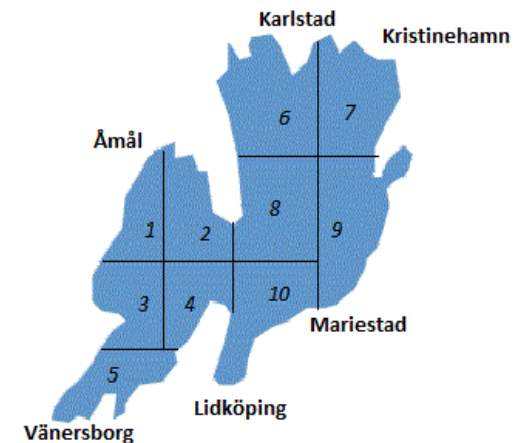 Karlstad
Kristinehamn
6
7
Åmål
8
1
2
9
3
4
10
Mariestad
5
Lidköping
Vänersborg